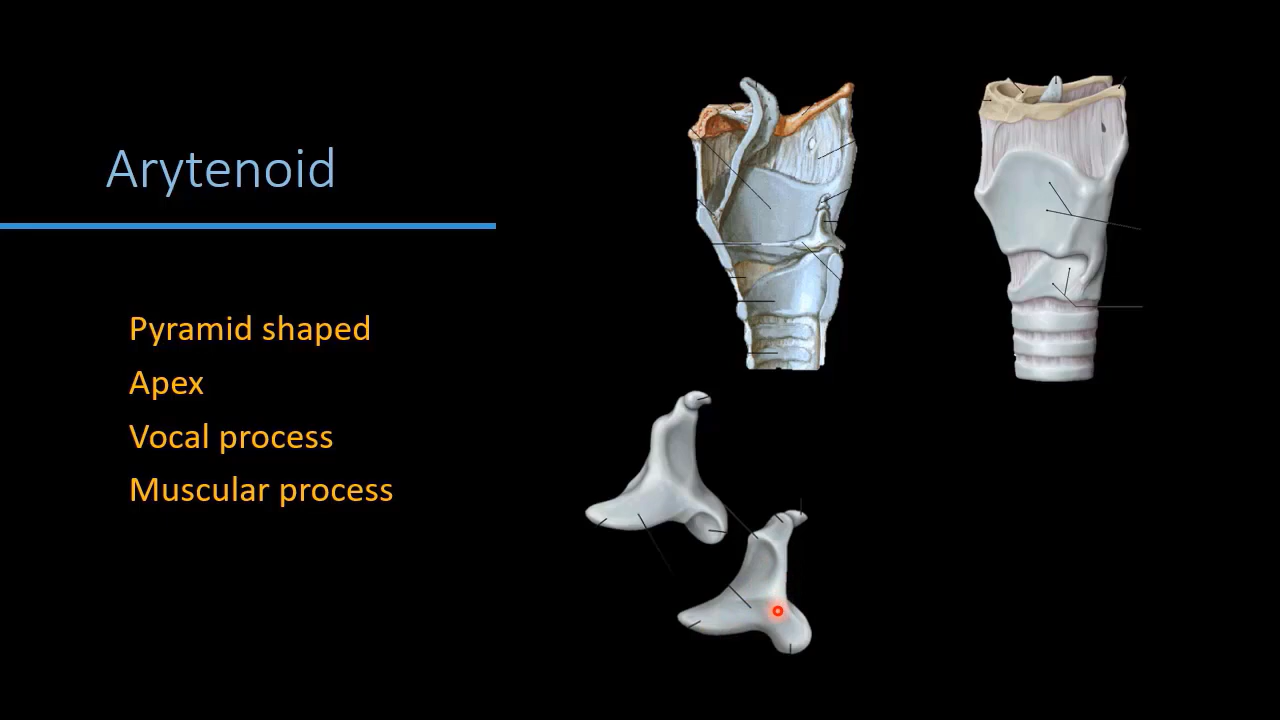 Arytenoid
Pyramid shaped
Apex
Vocal process
Muscular process